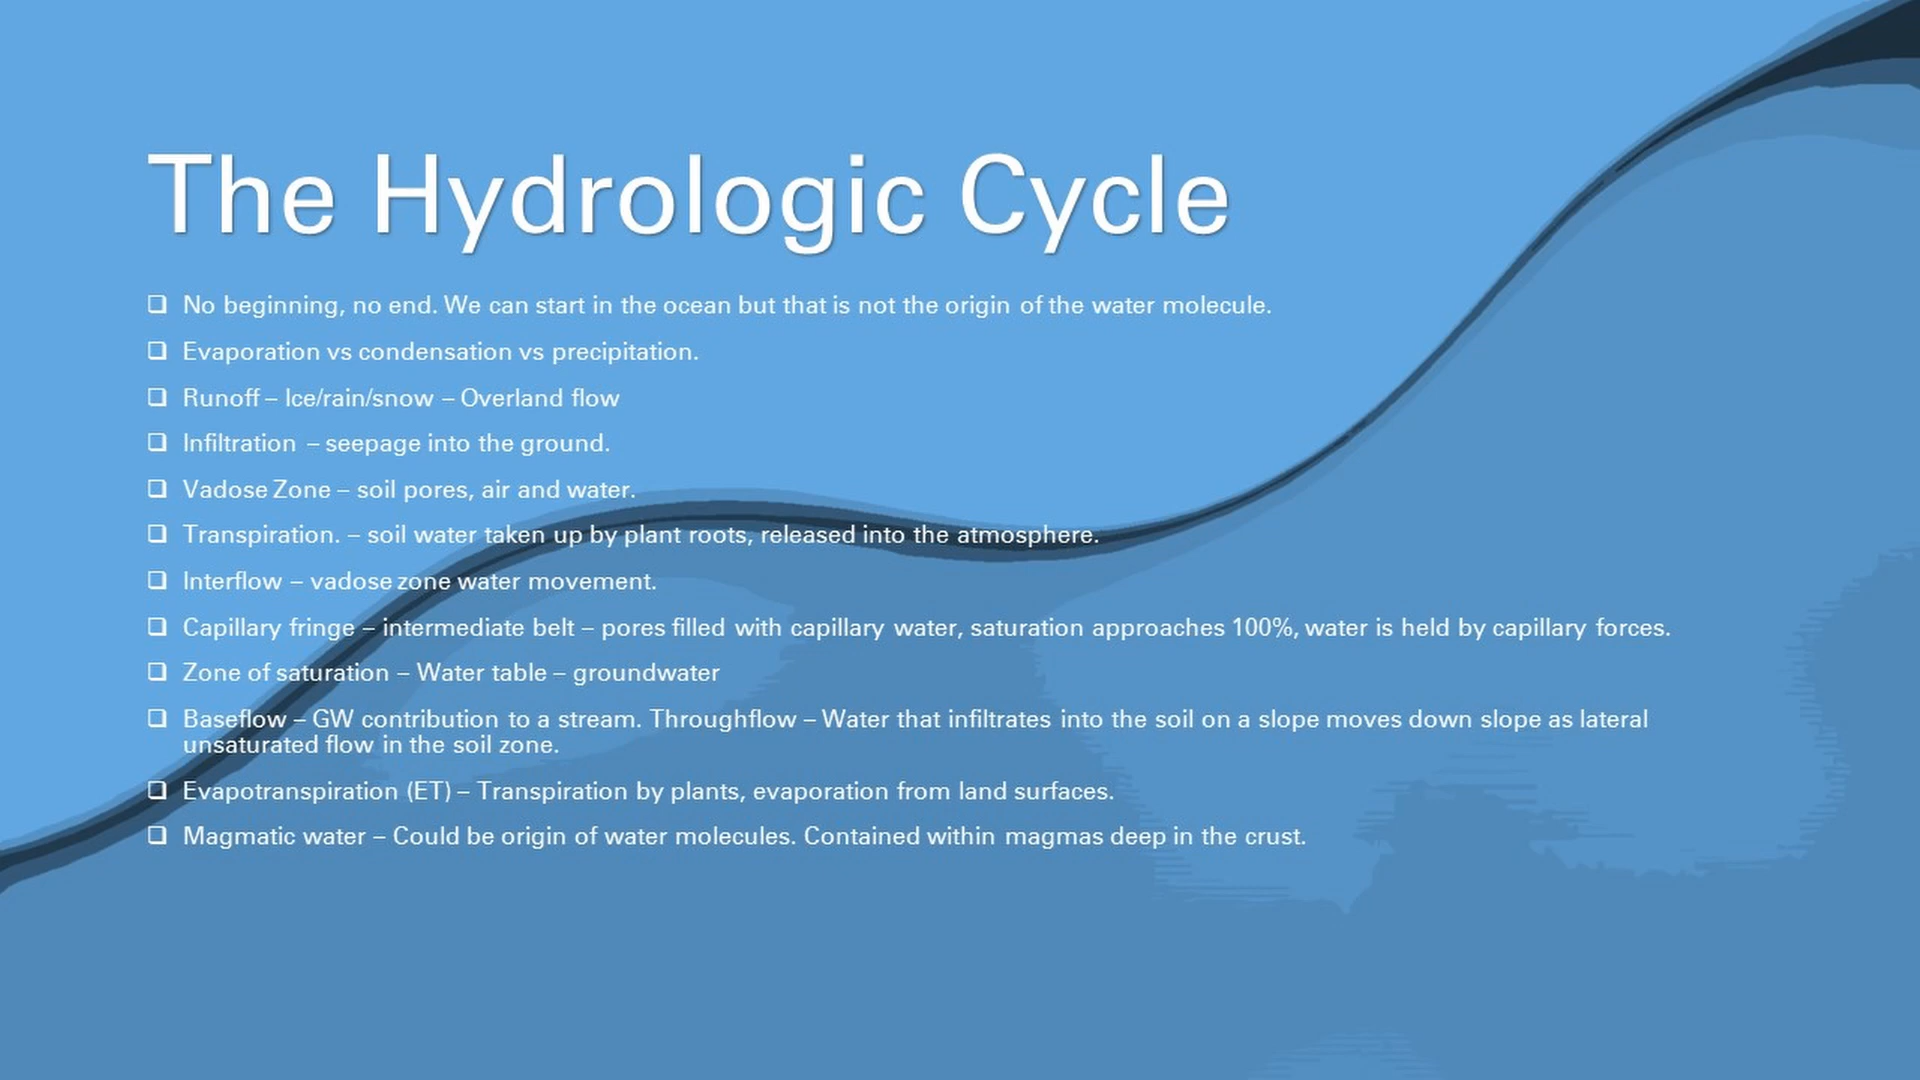 The Hydrologic Cycle
❑ No beginning, no end. We can start in the ocean but that is not the origin of the water molecule.
❑ Evaporation vs condensation vs precipitation.
❑ Runoff – Ice/rain/snow – Overland flow
❑ Infiltration – seepage into the ground.
❑ Vadose Zone – soil pores, air and water.
❑ Transpiration. – soil water taken up by plant roots, released into the atmosphere.
❑ Interflow – vadose zone water movement.
❑ Capillary fringe – intermediate belt – pores filled with capillary water, saturation approaches 100%, water is held by capillary forces.
❑ Zone of saturation – Water table – groundwater
❑ Baseflow – GW contribution to a stream. Throughflow – Water that infiltrates into the soil on a slope moves down slope as lateral
unsaturated flow in the soil zone.
❑ Evapotranspiration (ET) – Transpiration by plants, evaporation from land surfaces.
❑ Magmatic water – Could be origin of water molecules. Contained within magmas deep in the crust.